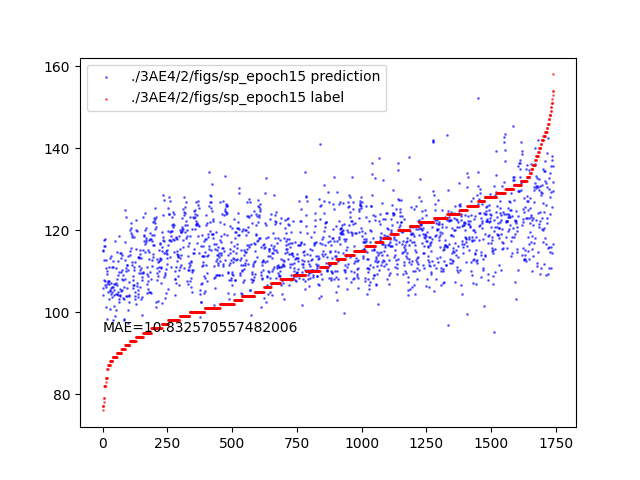 ./3AE4/2/figs/sp_epoch15 prediction
./3AE4/2/figs/sp_epoch15 label
160
140
120
100
80
MAE=10.832570557482006
0 250 500 750 1000 1250 1500 1750